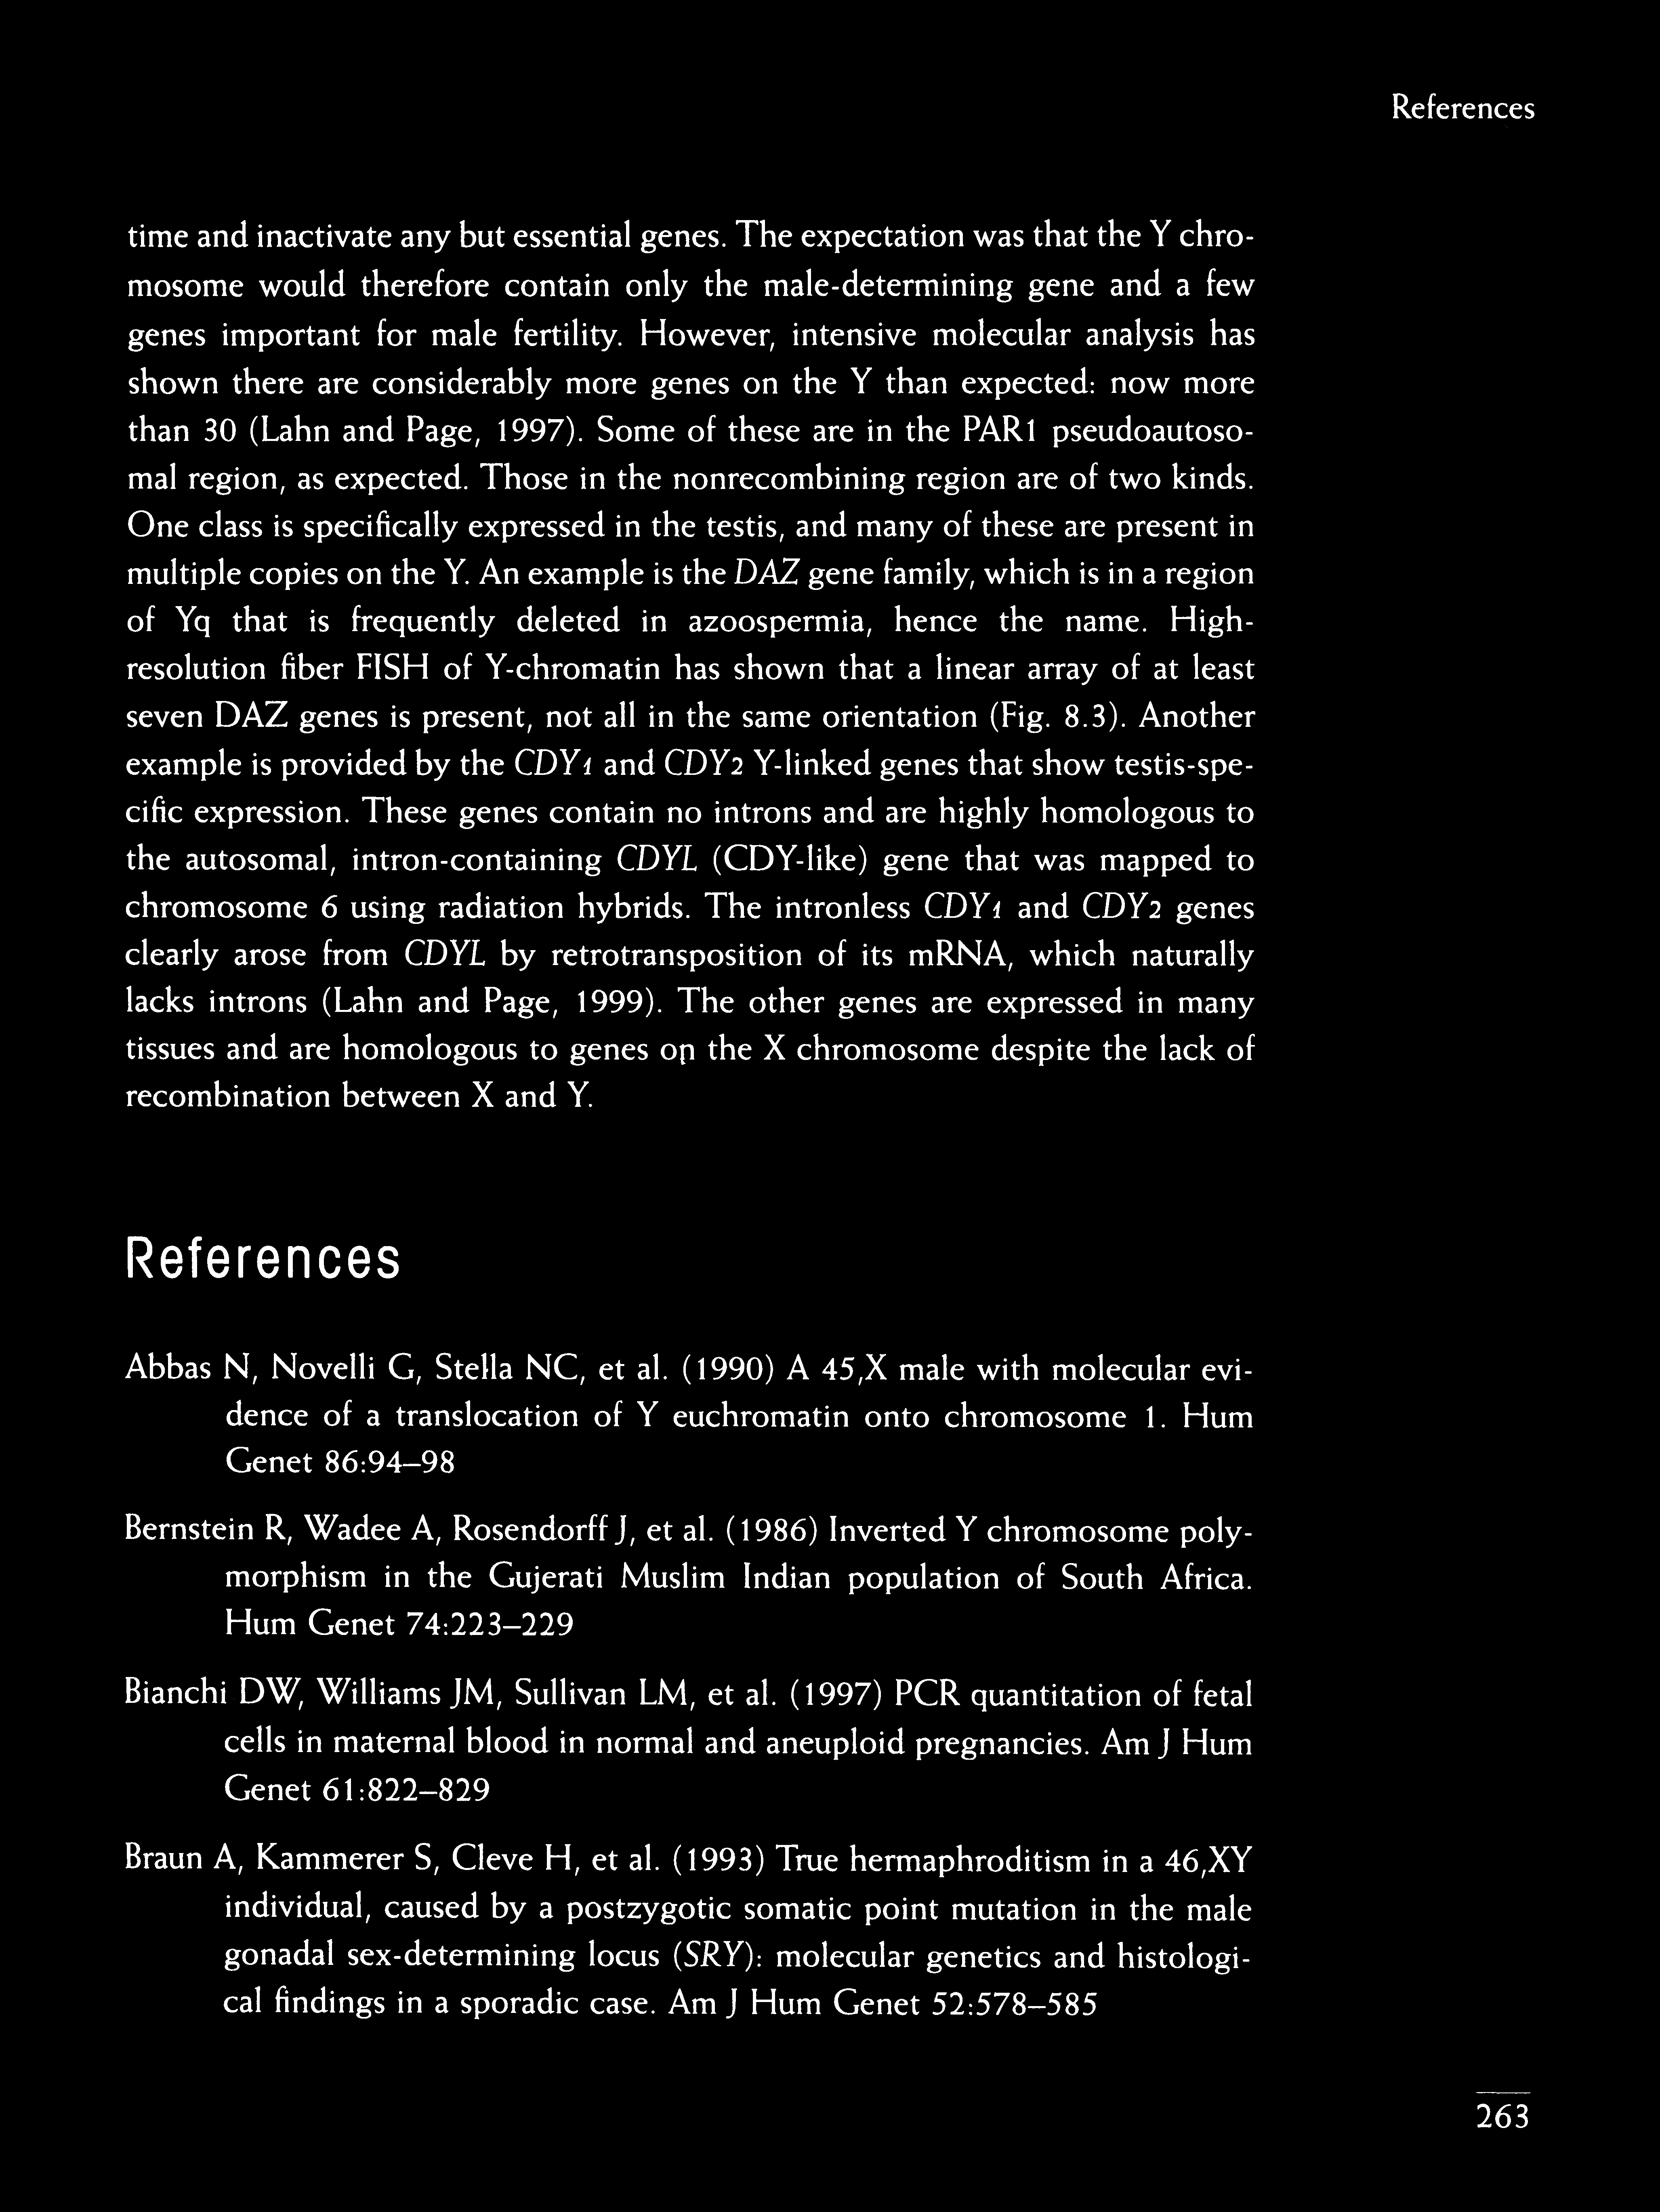 References
time and inactivate any but essential genes. The expectation was that the Y chro-
mosome would therefore contain only the male-determining gene and a few
genes important for male fertility. However, intensive molecular analysis has
shown there are considerably more genes on the Y than expected: now more
than 30 (Lahn and Page, 1997). Some of these are in the PAR1 pseudoautoso-
mal region, as expected. Those in the nonrecombining region are of two kinds.
One class is specifically expressed in the testis, and many of these are present in
multiple copies on the Y. An example is the DAZ gene family, which is in a region
of Yq that is frequently deleted in azoospermia, hence the name. High-
resolution fiber FISH of Y-chromatin has shown that a linear array of at least
seven DAZ genes is present, not all in the same orientation (Fig. 8.3). Another
example is provided by the CDY1 and CDY2 Y-linked genes that show testis-spe-
cific expression. These genes contain no introns and are highly homologous to
the autosomal, intron-containing CDYL (CDY-like) gene that was mapped to
chromosome 6 using radiation hybrids. The intronless CDY1 and CDY2 genes
clearly arose from CDYL by retrotransposition of its mRNA, which naturally
lacks introns (Lahn and Page, 1999). The other genes are expressed in many
tissues and are homologous to genes on the X chromosome despite the lack of
recombination between X and Y.
References
Abbas N, Novelli G, Stella NC, et al. (1990) A 45,X male with molecular evi-
dence of a translocation of Y euchromatin onto chromosome 1. Hum
Genet 86:94–98
Bernstein R, Wadee A, Rosendorff J, et al. (1986) Inverted Y chromosome poly-
morphism in the Gujerati Muslim Indian population of South Africa.
Hum Genet 74:223–229
Bianchi DW, Williams JM, Sullivan LM, et al. (1997) PCR quantitation of fetal
cells in maternal blood in normal and aneuploid pregnancies. Am J Hum
Genet 61:822–829
Braun A, Kammerer S, Cleve H, et al. (1993) True hermaphroditism in a 46,XY
individual, caused by a postzygotic somatic point mutation in the male
gonadal sex-determining locus (SRY): molecular genetics and histologi-
cal findings in a sporadic case. Am J Hum Genet 52:578–585
263